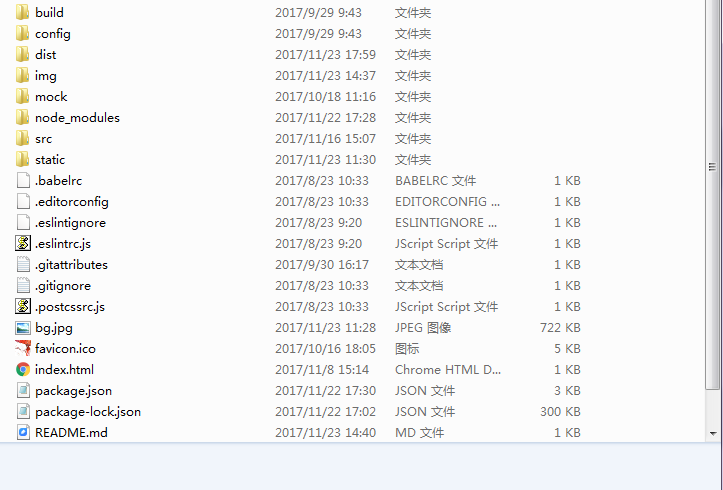 build 2017/9/29 9:43 文件夹
config 2017/9/29 9:43 文件夹
dist 2017/11/23 17:59 文件夹
img 2017/11/23 14:37 文件夹
mock 2017/10/18 11:16 文件夹
node_modules 2017/11/22 17:28 文件夹
src 2017/11/16 15:07 文件夹
static 2017/11/23 11:30 文件夹
.babelrc 2017/8/23 10:33 BABELRC 文件 1 KB
.editorconfig 2017/8/23 10:33 EDITORCONFIG ... 1 KB
.eslintignore 2017/8/23 9:20 ESLINTIGNORE ... 1 KB
.eslintrc.js 2017/8/23 9:20 JScript Script 文件 1 KB
.gitattributes 2017/9/30 16:17 文本文档 1 KB
.gitignore 2017/8/23 10:33 文本文档 1 KB
.postcssrc.js 2017/8/23 10:33 JScript Script 文件 1 KB
bg.jpg 2017/11/23 11:28 JPEG 图像 722 KB
favicon.ico 2017/10/16 18:05 图标 5 KB
index.html 2017/11/8 15:14 Chrome HTML D... 1 KB
package.json 2017/11/22 17:30 JSON 文件 3 KB
package-lock.json 2017/11/22 17:02 JSON 文件 300 KB
README.md 2017/11/23 14:40 MD 文件 1 KB